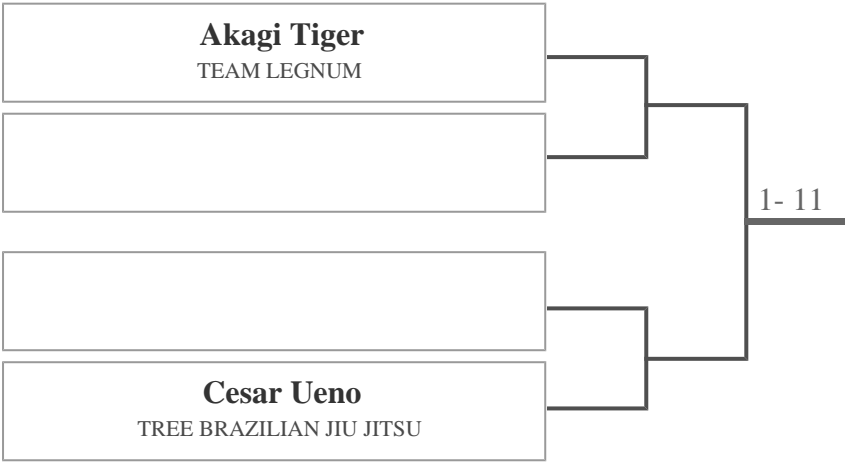 Akagi Tiger
TEAM LEGNUM
1- 11
Cesar Ueno
TREE BRAZILIAN JIU JITSU